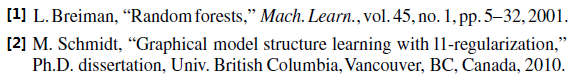 [1] L. Breiman, “Random forests,” Mach. Learn., vol. 45, no. 1, pp. 5–32, 2001.
[2] M. Schmidt, “Graphical model structure learning with l1-regularization,”
Ph.D. dissertation, Univ. British Columbia, Vancouver, BC, Canada, 2010.